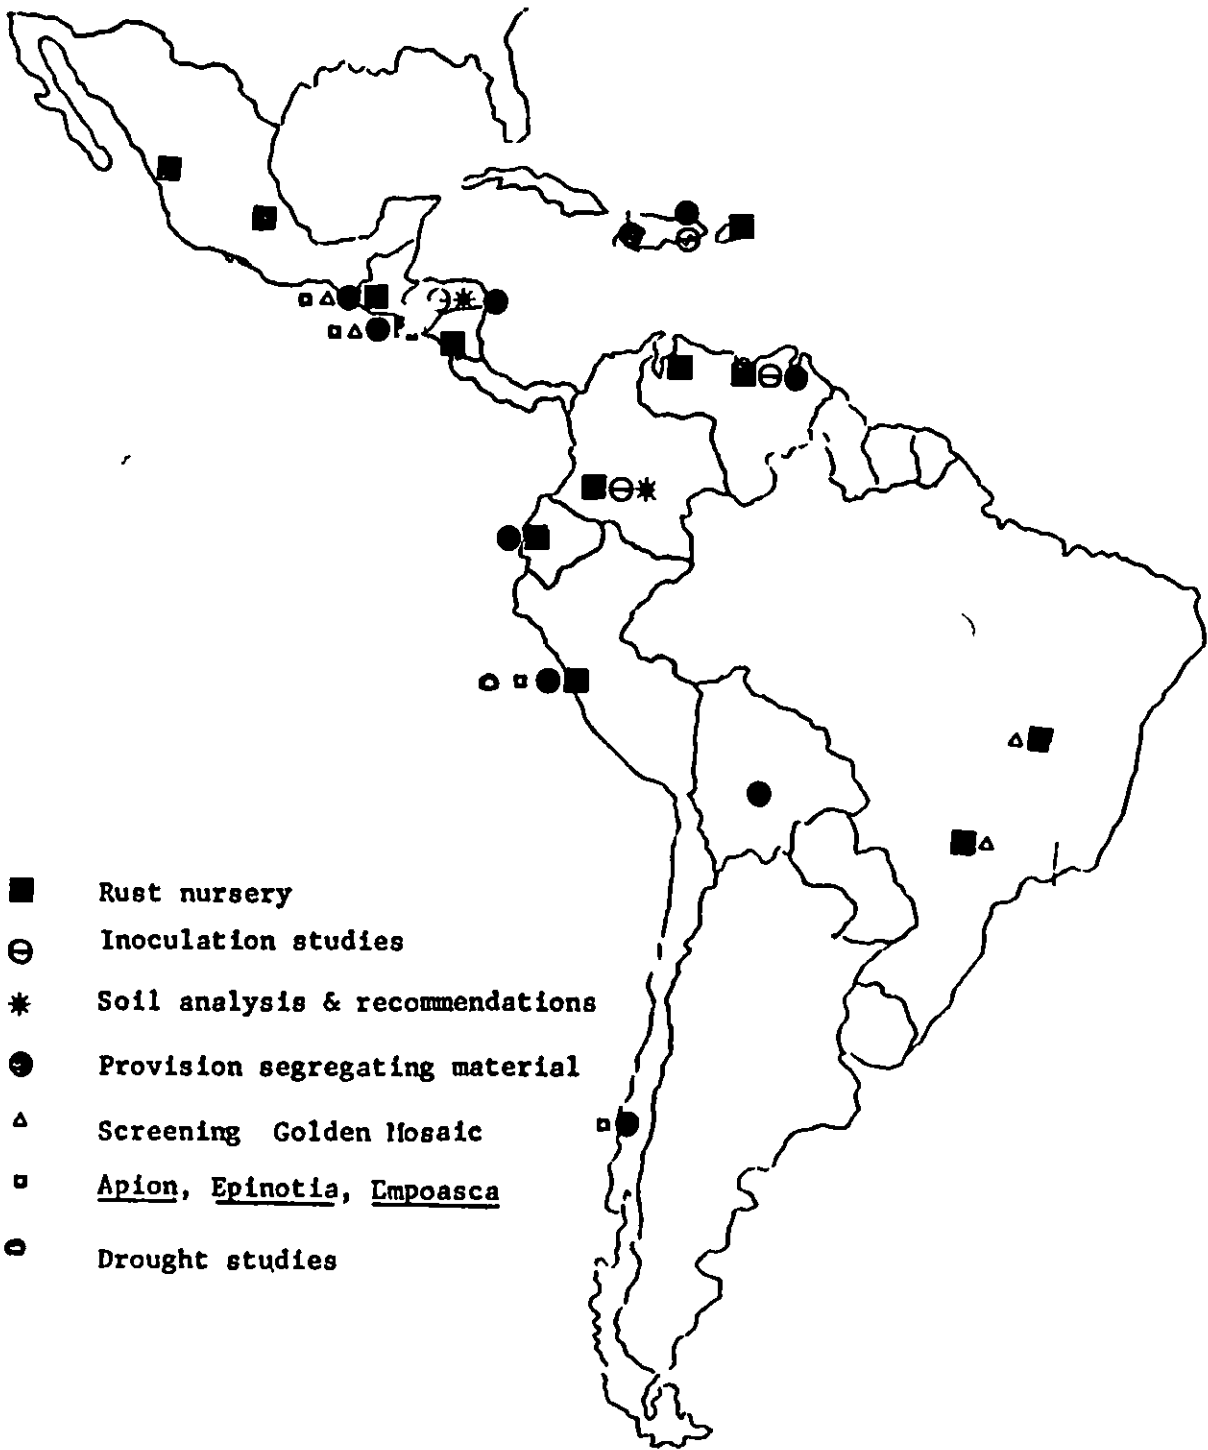 Rust nursery
Inoculation studies
Soil analysis & recommendations
Provision segregating material
Screening Golden Mosaic
Apion, Epinotia, Empoasca
Drought studies